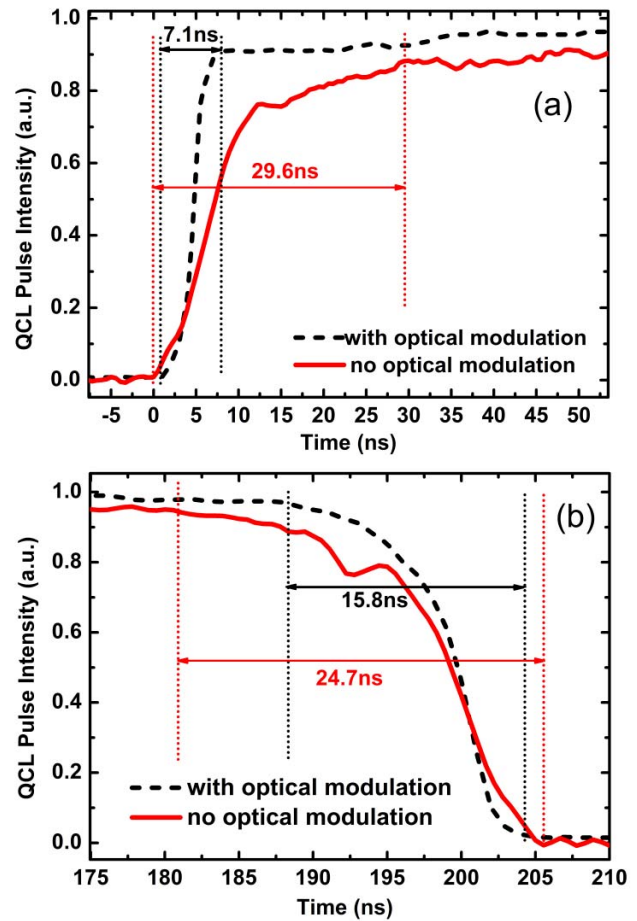 7.1ns
1.0
0.8
0.6
0.4
0.2
0.0
QCL Pulse Intensity (a.u.)
(a)
29.6ns
with optical modulation
no optical modulation
-5 0 5 10 15 20 25 30 35 40 45 50
Time (ns)
1.0
0.8
0.6
0.4
0.2
0.0
QCL Pulse Intensity (a.u.)
(b)
15.8ns
24.7ns
with optical modulation
no optical modulation
175 180 185 190 195 200 205 210
Time (ns)